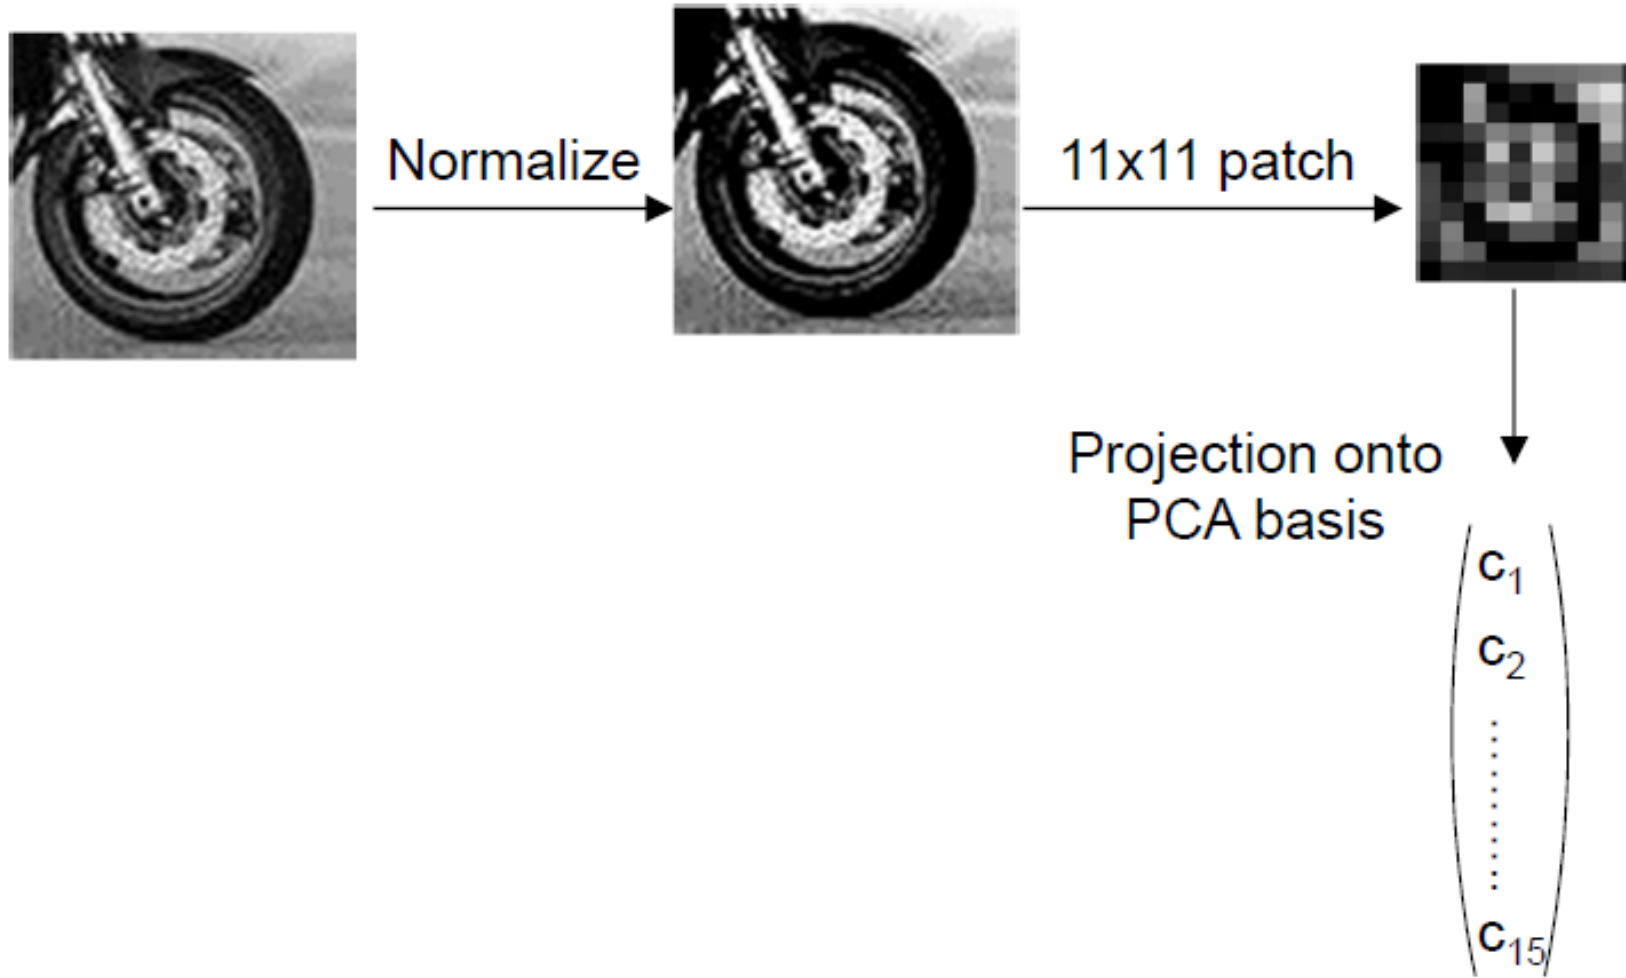 Normalize
11x11 patch
Projection onto
PCA basis
c₁
c₂
c₁₅